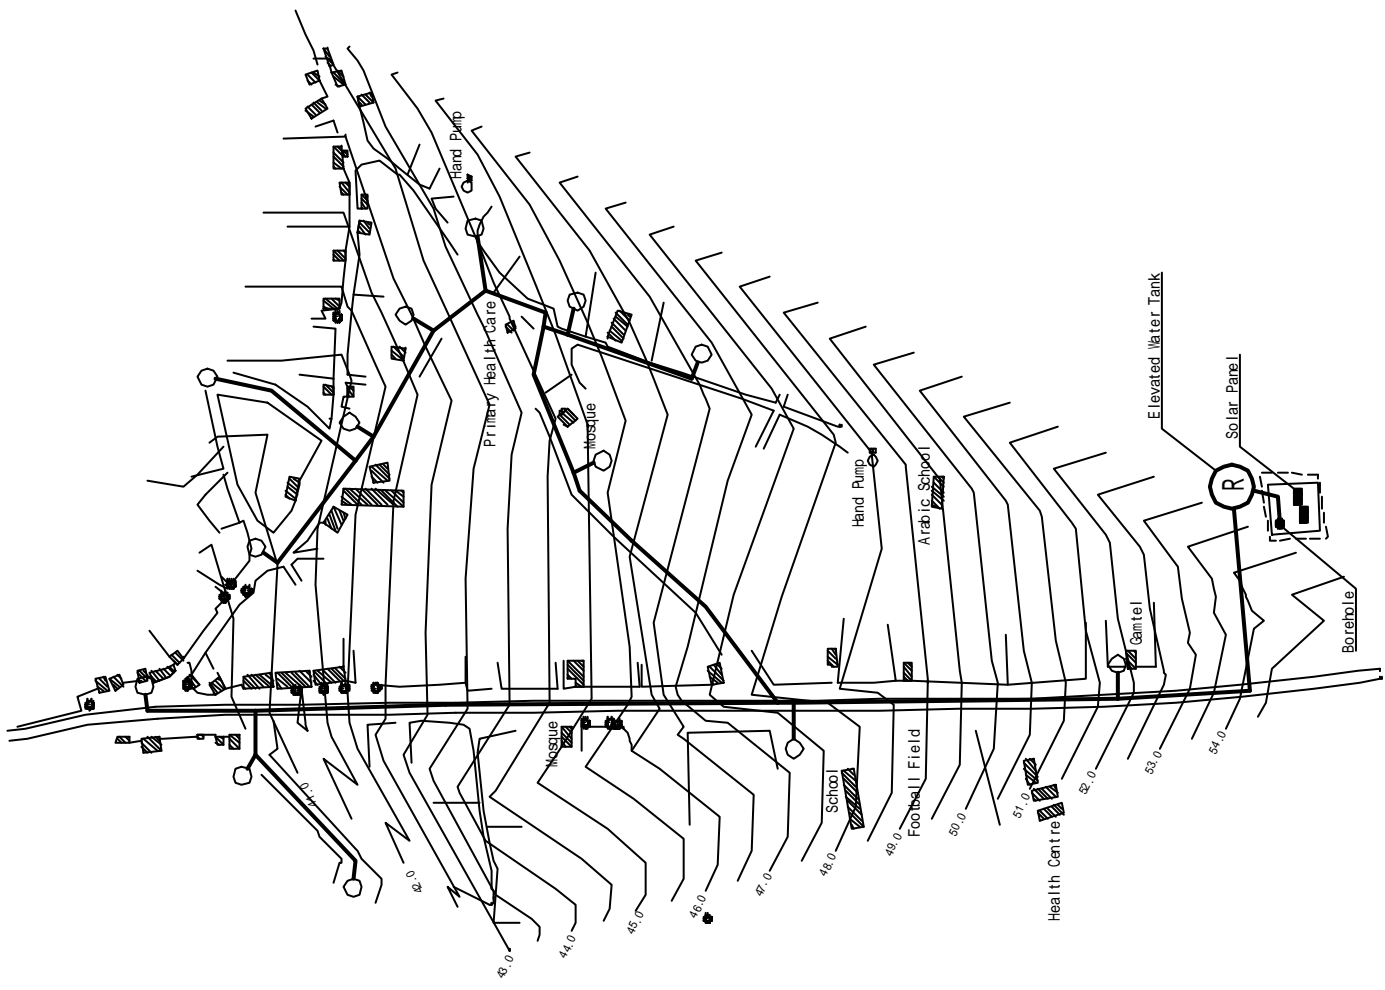 Hand Pump
Primary Health Care
Mosque
Hand Pump
Arabic School
Elevated Water Tank
Solar Panel
R
Borehole
Gamtel
Mosque
School
Football Field
Health Centre
41.0
42.0
43.0
44.0
45.0
46.0
47.0
48.0
49.0
50.0
51.0
52.0
53.0
54.0